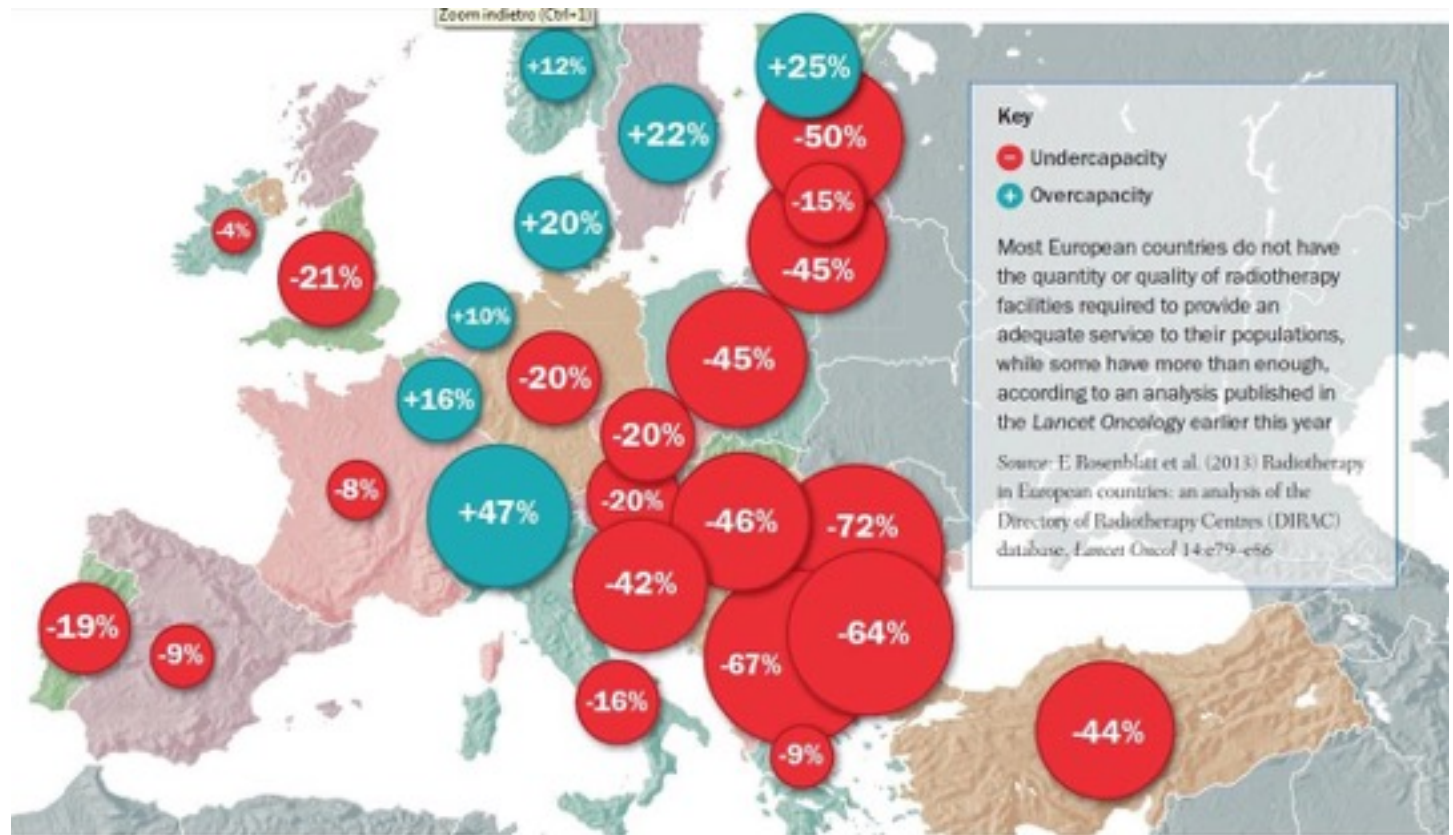 Zoom indietro (Ctrl+1)
+12%
+25%
+22%
-50%
-15%
+20%
-4%
-45%
-21%
+10%
-45%
-20%
+16%
-20%
-8%
+47%
-20%
-46%
-72%
-42%
-19%
-9%
-64%
-67%
-16%
-9%
-44%
Key
- Undercapacity
+ Overcapacity
Most European countries do not have
the quantity or quality of radiotherapy
facilities required to provide an
adequate service to their populations,
while some have more than enough,
according to an analysis published in
the Lancet Oncology earlier this year
Source: E Rosenblatt et al. (2013) Radiotherapy
in European countries: an analysis of the
Directory of Radiotherapy Centres (DIRAC)
database, Lancet Oncol 14:e79–e86